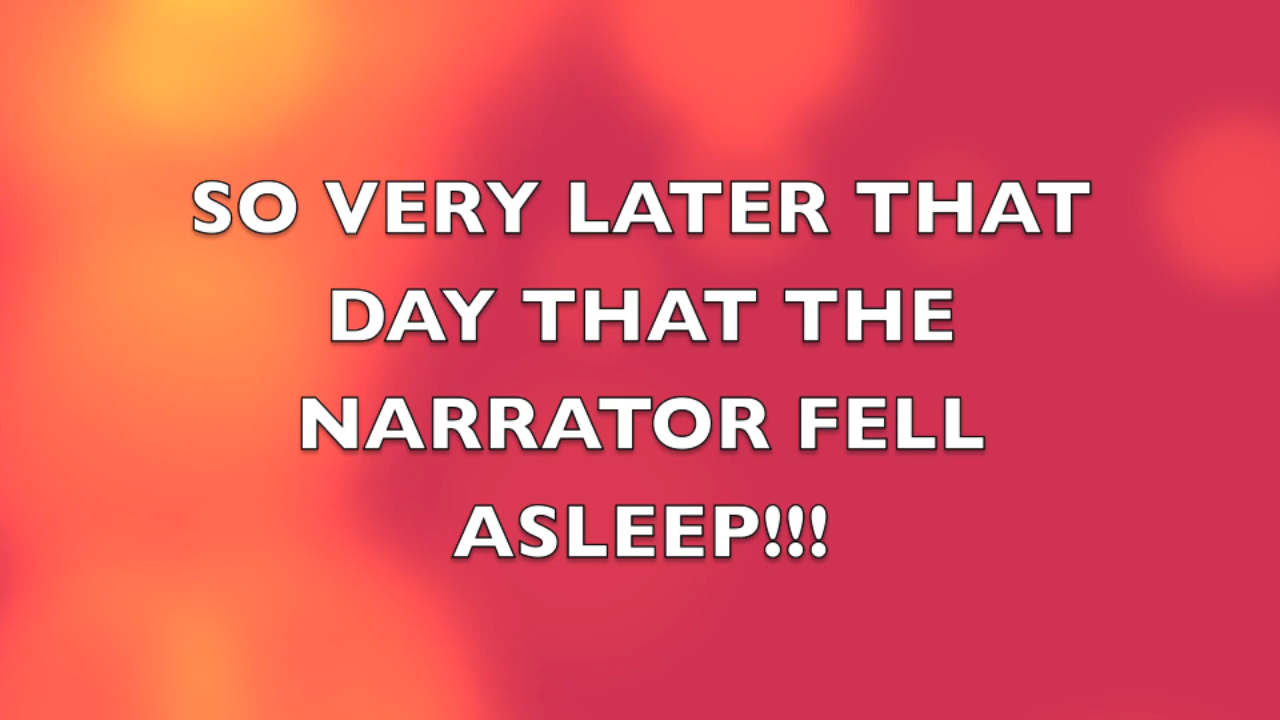 SO VERY LATER THAT
DAY THAT THE
NARRATOR FELL
ASLEEP!!!